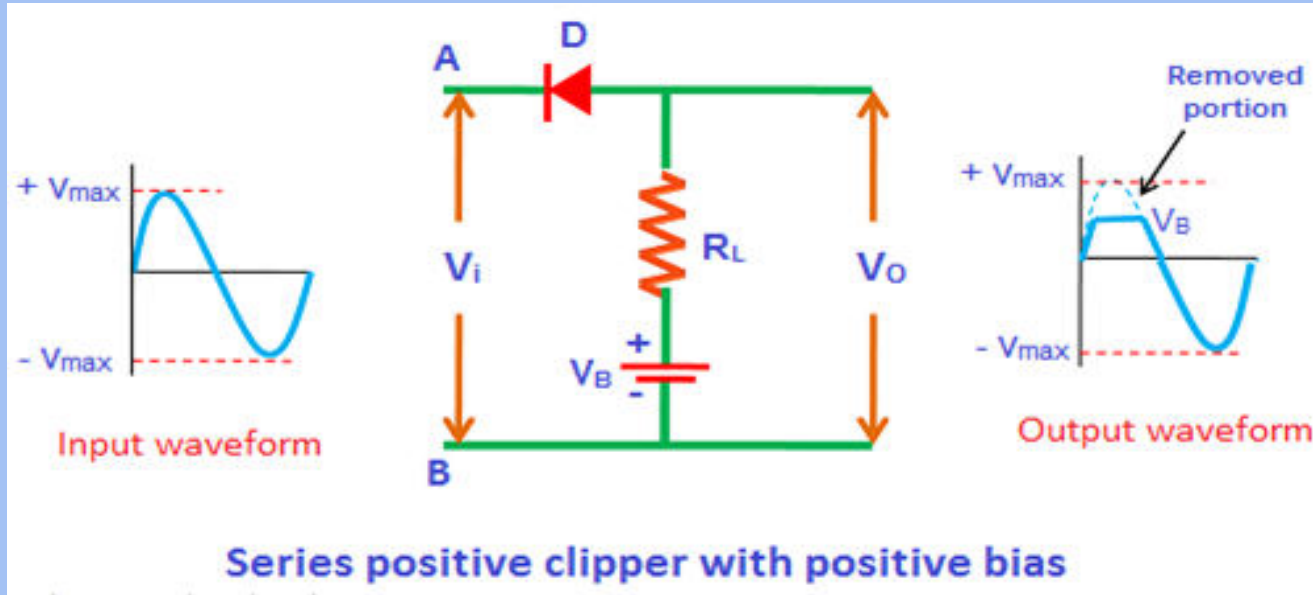 D
A
Removed
portion
+ Vmax
+ Vmax
VB
Vi
RL
VO
+
VB
-
- Vmax
- Vmax
Input waveform
Output waveform
B
Series positive clipper with positive bias